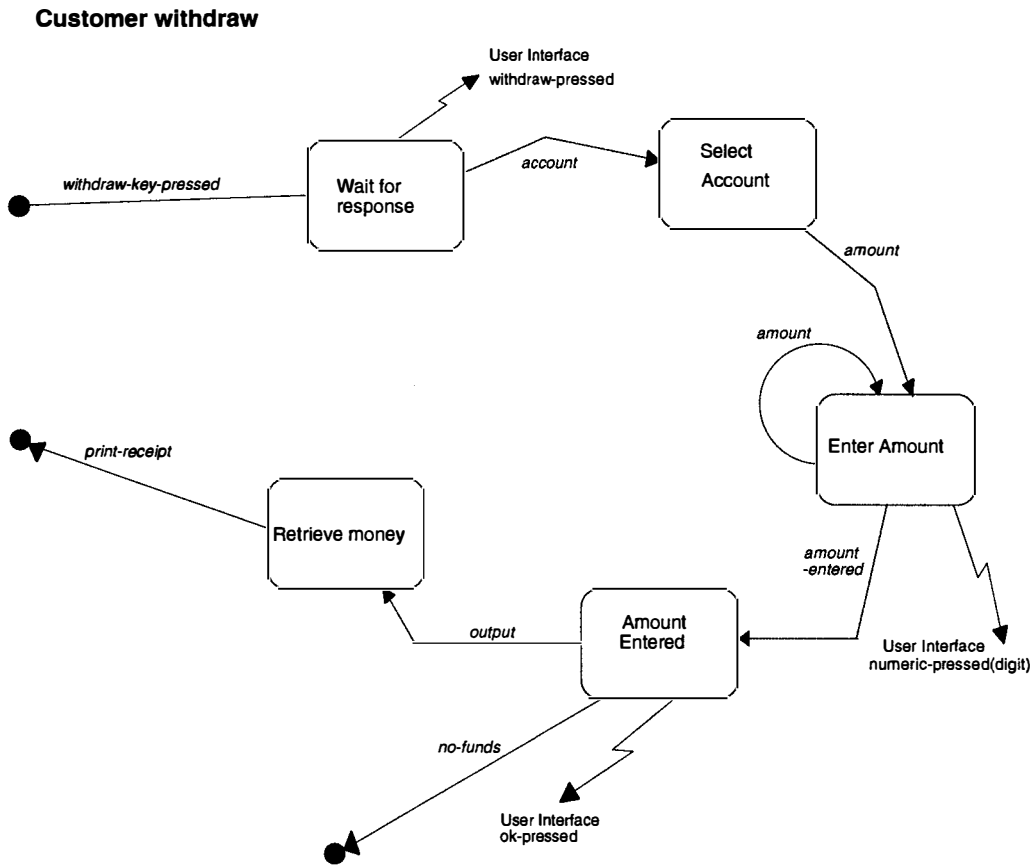 Customer withdraw
User Interface
withdraw-pressed
withdraw-key-pressed
Wait for
response
account
Select
Account
amount
amount
Enter Amount
print-receipt
Retrieve money
amount
-entered
output
Amount
Entered
User Interface
numeric-pressed(digit)
no-funds
User Interface
ok-pressed